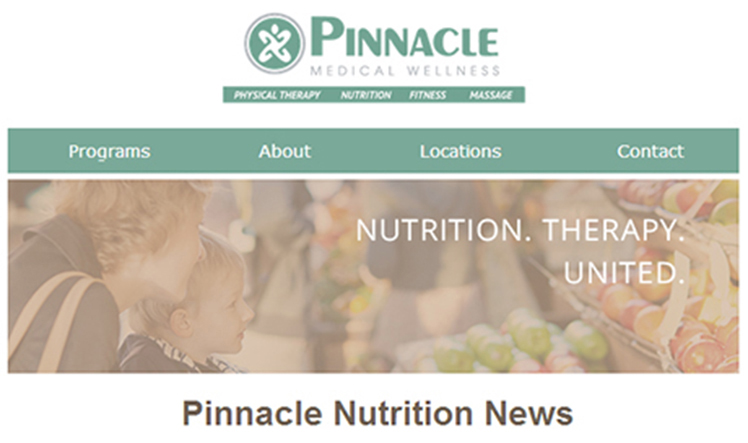 PINNACLE
MEDICAL WELLNESS
PHYSICAL THERAPY NUTRITION FITNESS MASSAGE
Programs About Locations Contact
NUTRITION. THERAPY.
UNITED.
Pinnacle Nutrition News